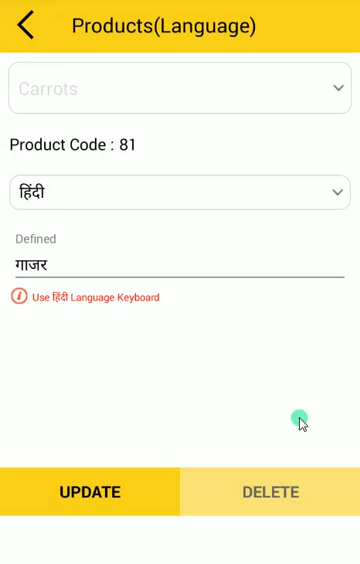 Products(Language)
Carrots
Product Code : 81
हिंदी
Defined
गाजर
Use हिंदी Language Keyboard
UPDATE DELETE